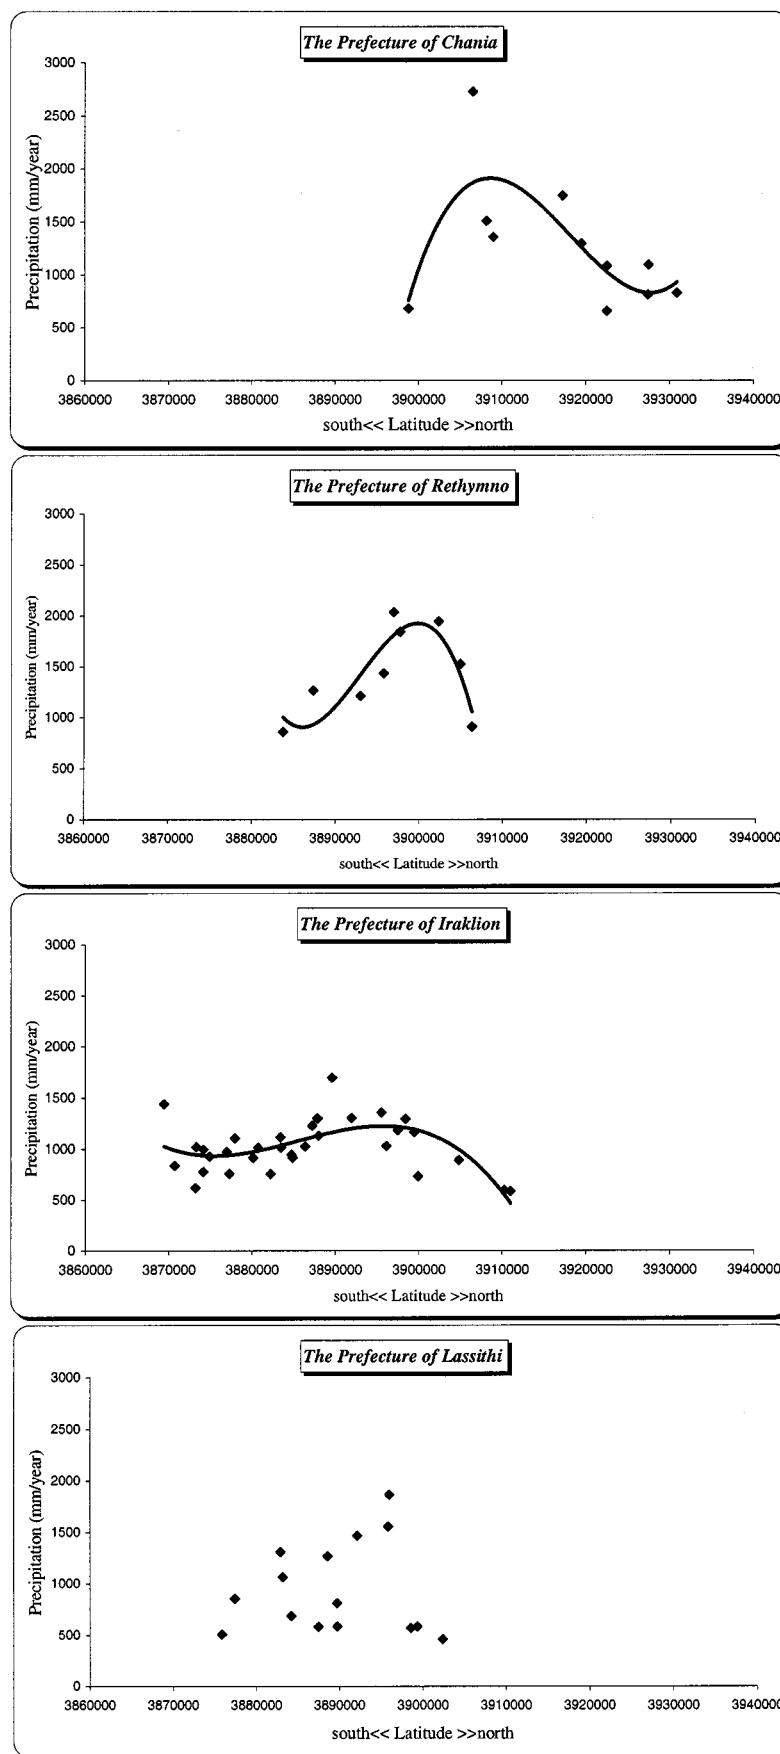 The Prefecture of Chania
3000
2500
2000
1500
1000
500
0
Precipitation (mm/year)
3860000 3870000 3880000 3890000 3900000 3910000 3920000 3930000 3940000
south<< Latitude >>north
The Prefecture of Rethymno
3000
2500
2000
1500
1000
500
0
Precipitation (mm/year)
3860000 3870000 3880000 3890000 3900000 3910000 3920000 3930000 3940000
south<< Latitude >>north
The Prefecture of Iraklion
3000
2500
2000
1500
1000
500
0
Precipitation (mm/year)
3860000 3870000 3880000 3890000 3900000 3910000 3920000 3930000 3940000
south<< Latitude >>north
The Prefecture of Lassithi
3000
2500
2000
1500
1000
500
0
Precipitation (mm/year)
3860000 3870000 3880000 3890000 3900000 3910000 3920000 3930000 3940000
south<< Latitude >>north